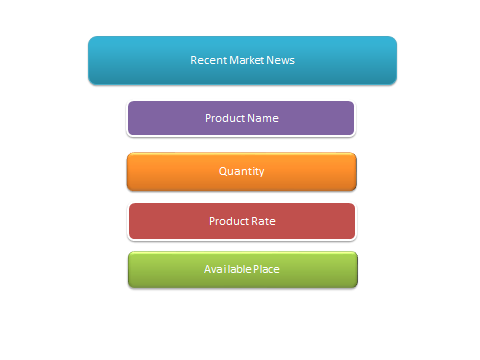 Recent Market News
Product Name
Quantity
Product Rate
Available Place